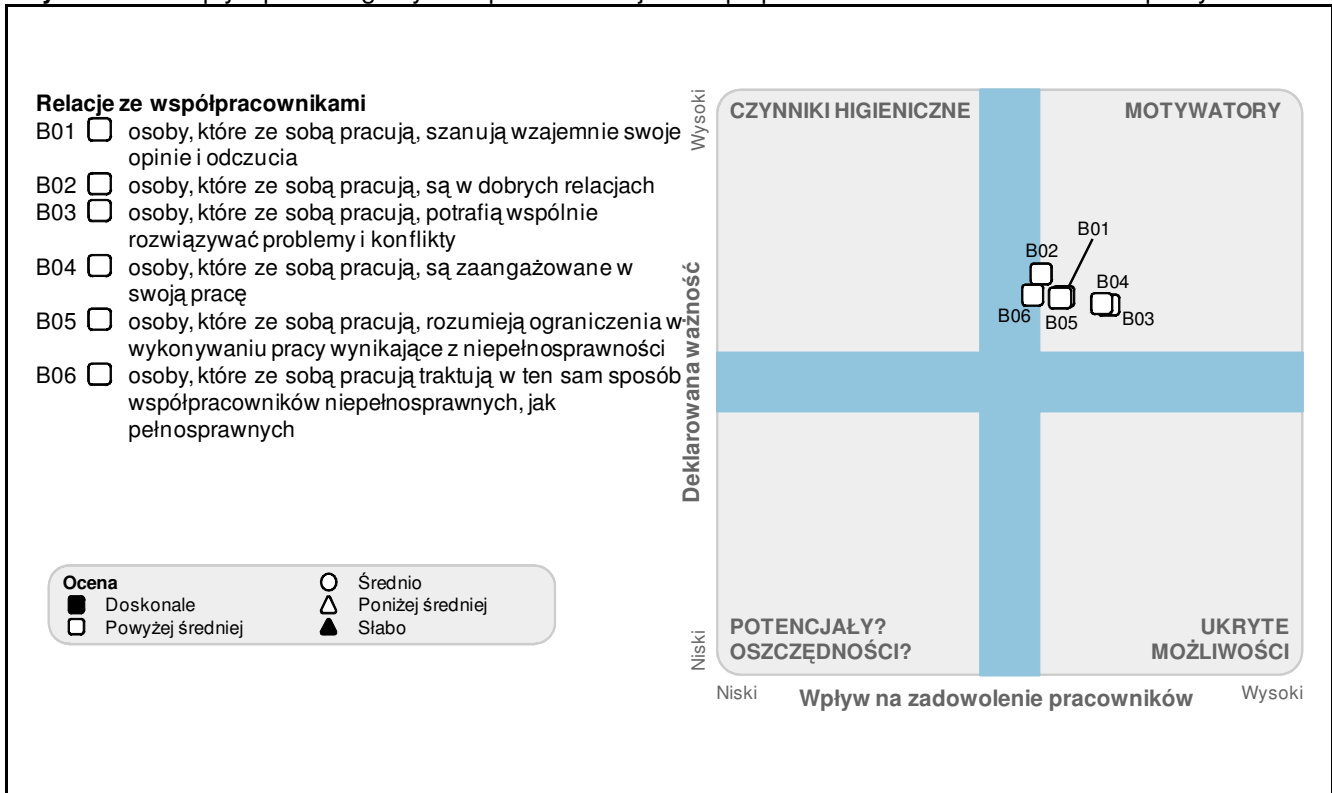 Relacje ze współpracownikami
B01 osoby, które ze sobą pracują, szanują wzajemnie swoje
opinie i odczucia
B02 osoby, które ze sobą pracują, są w dobrych relacjach
B03 osoby, które ze sobą pracują, potrafią wspólnie
rozwiązywać problemy i konflikty
B04 osoby, które ze sobą pracują, są zaangażowane w
swoją pracę
B05 osoby, które ze sobą pracują, rozumieją ograniczenia w
wykonywaniu pracy wynikające z niepełnosprawności
B06 osoby, które ze sobą pracują traktują w ten sam sposób
współpracowników niepełnosprawnych, jak
pełnosprawnych
Ocena
Doskonale
Powyżej średniej
Średnio
Poniżej średniej
Słabo
Wysoki
Deklarowana ważność
Niski
CZYNNIKI HIGIENICZNE
MOTYWATORY
B01
B02
B04
B06
B05
B03
POTENCJAŁY?
OSZCZĘDNOŚCI?
UKRYTE
MOŻLIWOŚCI
Niski
Wpływ na zadowolenie pracowników
Wysoki